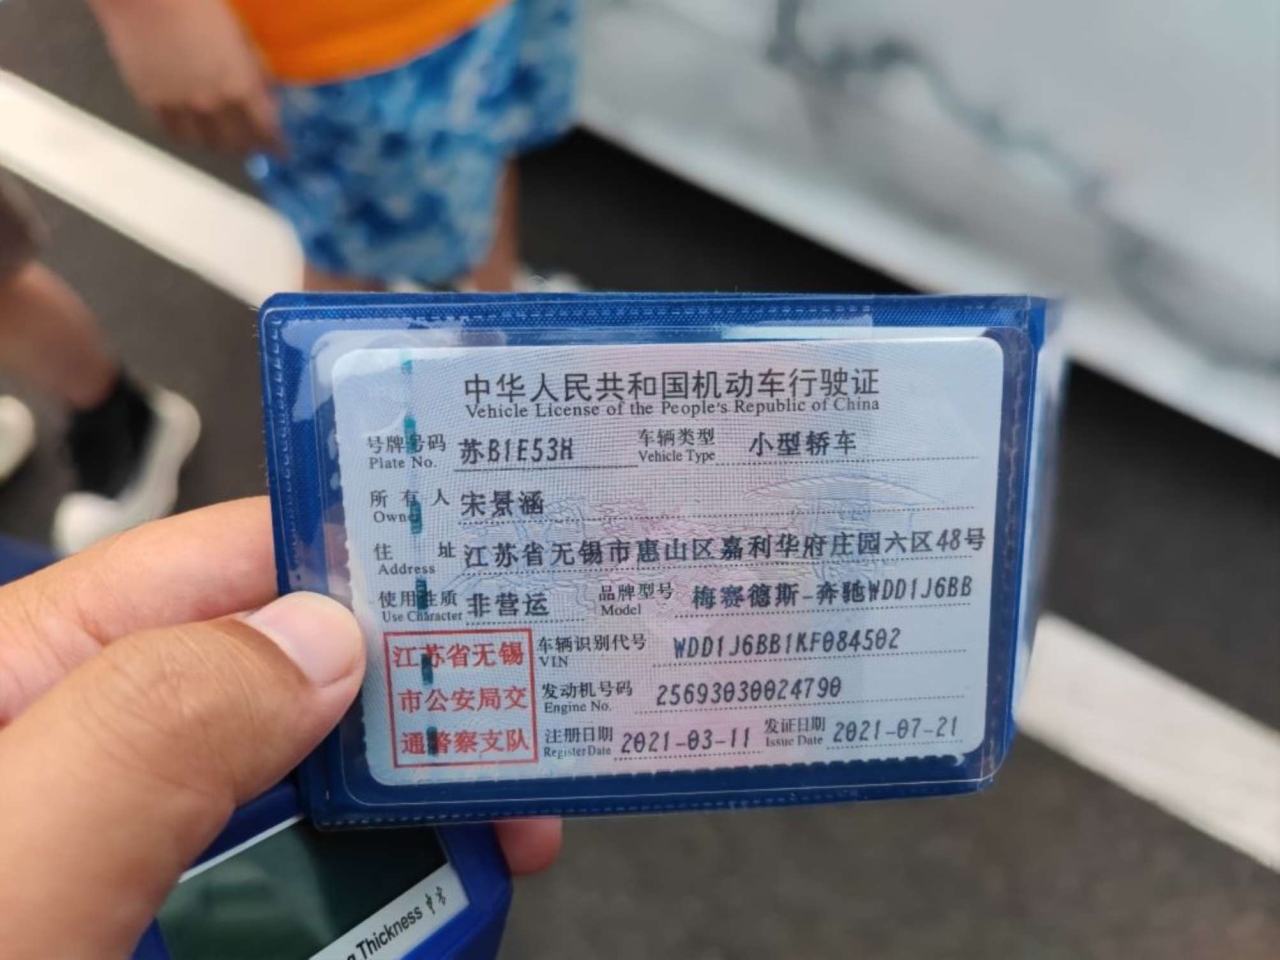 中华人民共和国机动车行驶证
Vehicle License of the People's Republic of China
号牌号码 苏B1E53H 车辆类型 小型轿车
Plate No. Vehicle Type
所有人 宋景涵
Owner
住址 江苏省无锡市惠山区嘉利华府庄园六区48号
Address
使用性质 非营运 品牌型号 梅赛德斯-奔驰WDD1J6BB
Use Character Model
江苏省无锡 车辆识别代号 WDD1J6BB1KF084502
VIN
市公安局交 发动机号码 25693030024790
Engine No.
通警察支队 注册日期 2021-03-11 发证日期 2021-07-21
Register Date Issue Date
Thickness